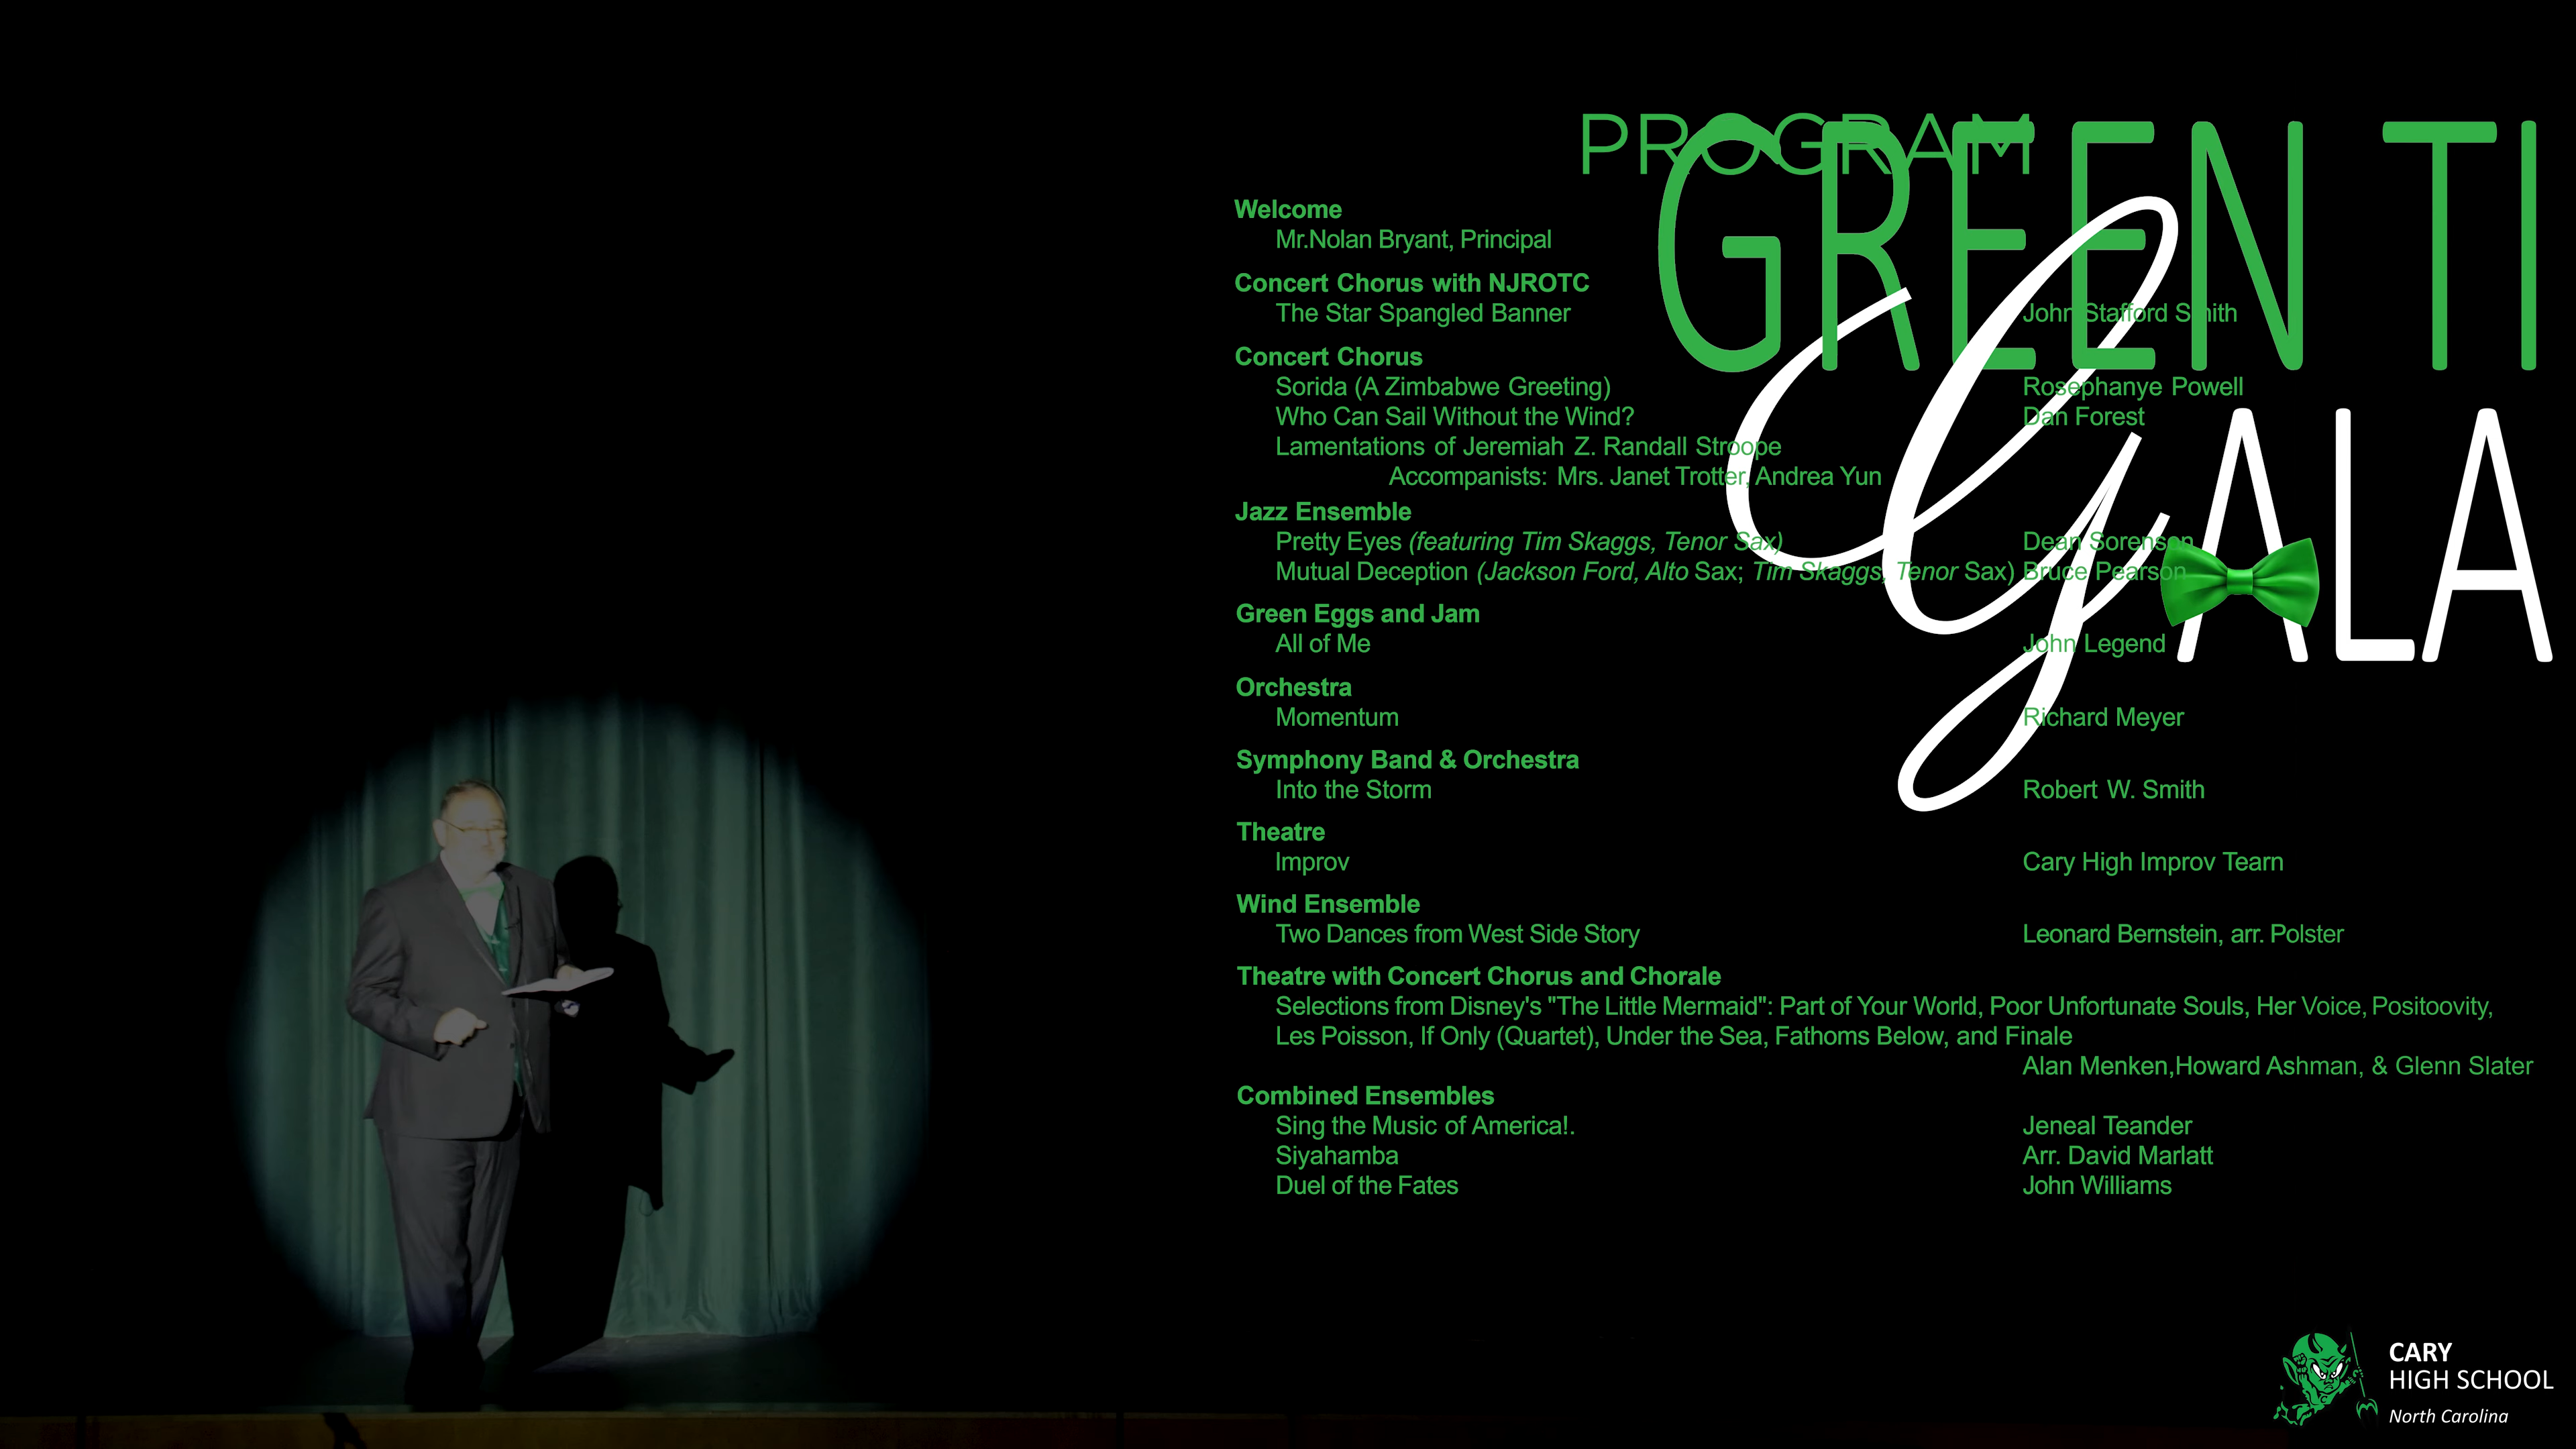 PROGRAM
GREEN TI
GALA
Welcome
Mr.Nolan Bryant, Principal
Concert Chorus with NJROTC
The Star Spangled Banner John Stafford Smith
Concert Chorus
Sorida (A Zimbabwe Greeting) Rosephanye Powell
Who Can Sail Without the Wind? Dan Forest
Lamentations of Jeremiah Z. Randall Stroope
Accompanists: Mrs. Janet Trotter, Andrea Yun
Jazz Ensemble
Pretty Eyes (featuring Tim Skaggs, Tenor Sax) Dean Sorenson
Mutual Deception (Jackson Ford, Alto Sax; Tim Skaggs, Tenor Sax) Bruce Pearson
Green Eggs and Jam
All of Me John Legend
Orchestra
Momentum Richard Meyer
Symphony Band & Orchestra
Into the Storm Robert W. Smith
Theatre
Improv Cary High Improv Tearn
Wind Ensemble
Two Dances from West Side Story Leonard Bernstein, arr. Polster
Theatre with Concert Chorus and Chorale
Selections from Disney's "The Little Mermaid": Part of Your World, Poor Unfortunate Souls, Her Voice, Positoovity,
Les Poisson, If Only (Quartet), Under the Sea, Fathoms Below, and Finale
Alan Menken,Howard Ashman, & Glenn Slater
Combined Ensembles
Sing the Music of America!. Jeneal Teander
Siyahamba Arr. David Marlatt
Duel of the Fates John Williams
CARY
HIGH SCHOOL
North Carolina